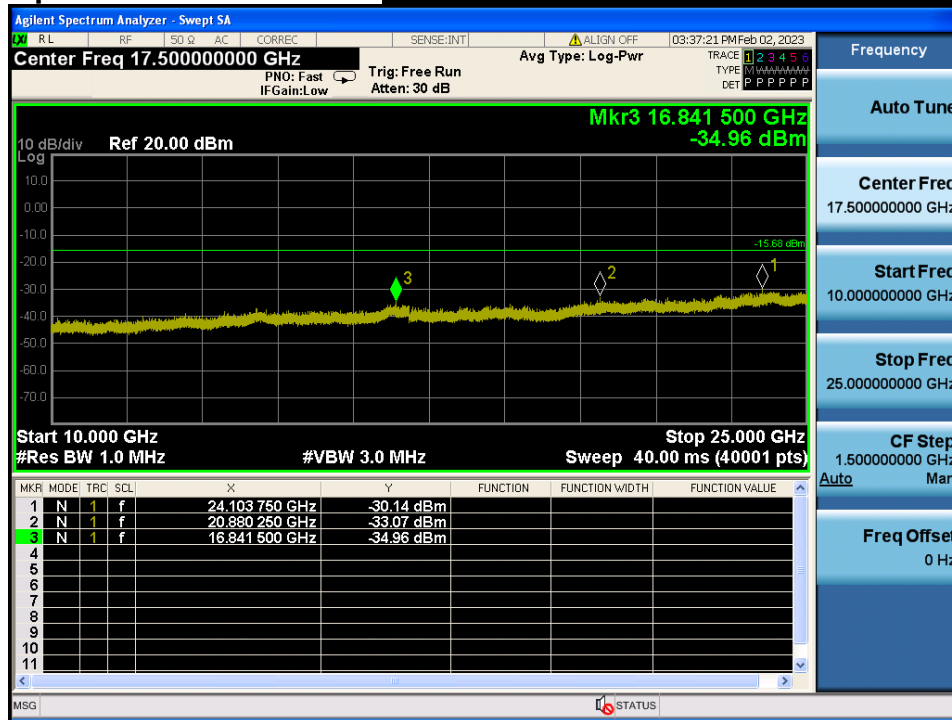 Agilent Spectrum Analyzer - Swept SA
LXI RL RF 50 Ω AC CORREC SENSE:INT ALIGN OFF 03:37:21 PM Feb 02, 2023
Center Freq 17.500000000 GHz
PNO: Fast
IFGain:Low
Trig: Free Run
Atten: 30 dB
Avg Type: Log-Pwr
TRACE 1 2 3 4 5 6
TYPE M WWWWW
DET P P P P P P
Mkr3 16.841 500 GHz
-34.96 dBm
10 dB/div Ref 20.00 dBm
Log
10.0
0.00
-10.0
-15.68 dBm
-20.0
-30.0
-40.0
-50.0
-60.0
-70.0
3
2
1
Start 10.000 GHz Stop 25.000 GHz
#Res BW 1.0 MHz #VBW 3.0 MHz Sweep 40.00 ms (40001 pts)
MKR MODE TRC SCL X Y FUNCTION FUNCTION WIDTH FUNCTION VALUE
1 N 1 f 24.103 750 GHz -30.14 dBm
2 N 1 f 20.880 250 GHz -33.07 dBm
3 N 1 f 16.841 500 GHz -34.96 dBm
4
5
6
7
8
9
10
11
MSG STATUS
Frequency
Auto Tune
Center Freq
17.500000000 GHz
Start Freq
10.000000000 GHz
Stop Freq
25.000000000 GHz
CF Step
1.500000000 GHz
Auto Man
Freq Offset
0 Hz